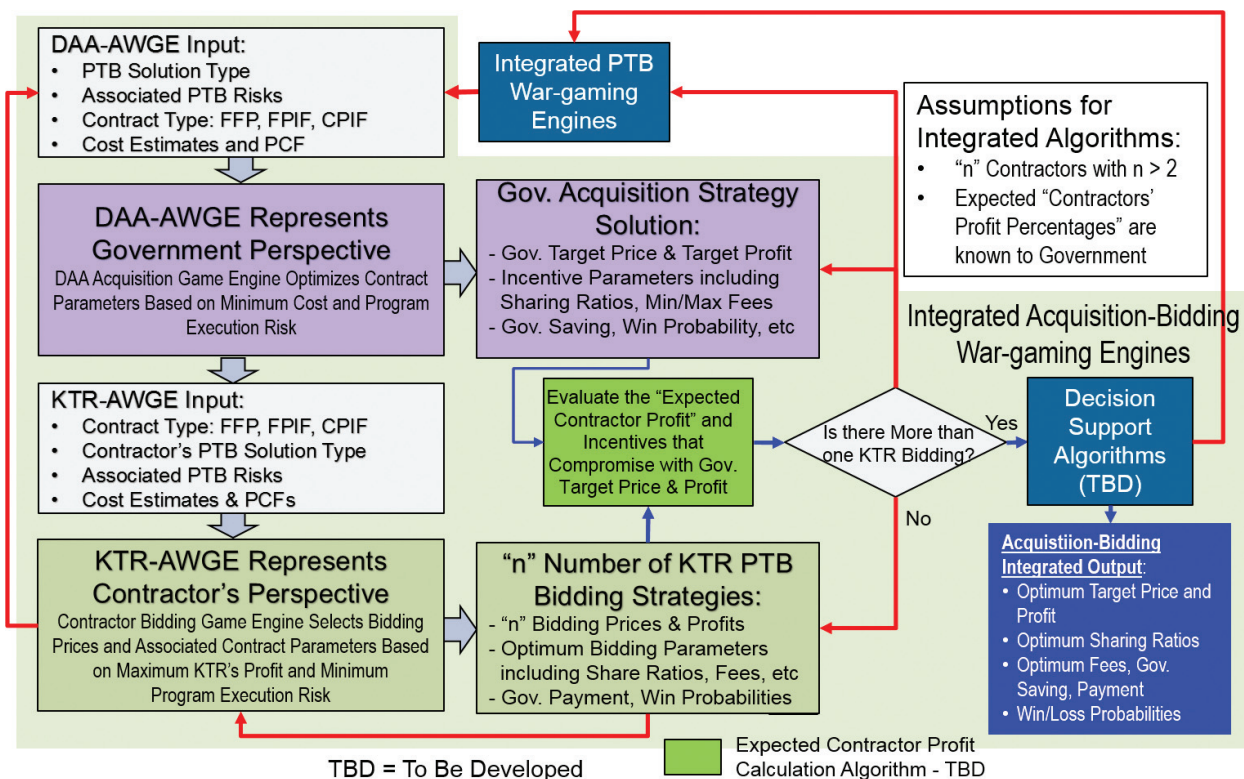 DAA-AWGE Input:
• PTB Solution Type
• Associated PTB Risks
• Contract Type: FFP, FPIF, CPIF
• Cost Estimates and PCF
Integrated PTB
War-gaming
Engines
Assumptions for
Integrated Algorithms:
• “n” Contractors with n > 2
• Expected “Contractors’
Profit Percentages” are
known to Government
DAA-AWGE Represents
Government Perspective
DAA Acquisition Game Engine Optimizes Contract
Parameters Based on Minimum Cost and Program
Execution Risk
Gov. Acquisition Strategy
Solution:
- Gov. Target Price & Target Profit
- Incentive Parameters including
Sharing Ratios, Min/Max Fees
- Gov. Saving, Win Probability, etc
Integrated Acquisition-Bidding
War-gaming Engines
KTR-AWGE Input:
• Contract Type: FFP, FPIF, CPIF
• Contractor’s PTB Solution Type
• Associated PTB Risks
• Cost Estimates & PCFs
Evaluate the “Expected
Contractor Profit” and
Incentives that
Compromise with Gov.
Target Price & Profit
Is there More than
one KTR Bidding?
Yes
No
Decision
Support
Algorithms
(TBD)
KTR-AWGE Represents
Contractor’s Perspective
Contractor Bidding Game Engine Selects Bidding
Prices and Associated Contract Parameters Based
on Maximum KTR’s Profit and Minimum
Program Execution Risk
“n” Number of KTR PTB
Bidding Strategies:
- “n” Bidding Prices & Profits
- Optimum Bidding Parameters
including Share Ratios, Fees, etc
- Gov. Payment, Win Probabilities
Acquistiion-Bidding
Integrated Output:
• Optimum Target Price and
Profit
• Optimum Sharing Ratios
• Optimum Fees, Gov.
Saving, Payment
• Win/Loss Probabilities
TBD = To Be Developed
Expected Contractor Profit
Calculation Algorithm - TBD